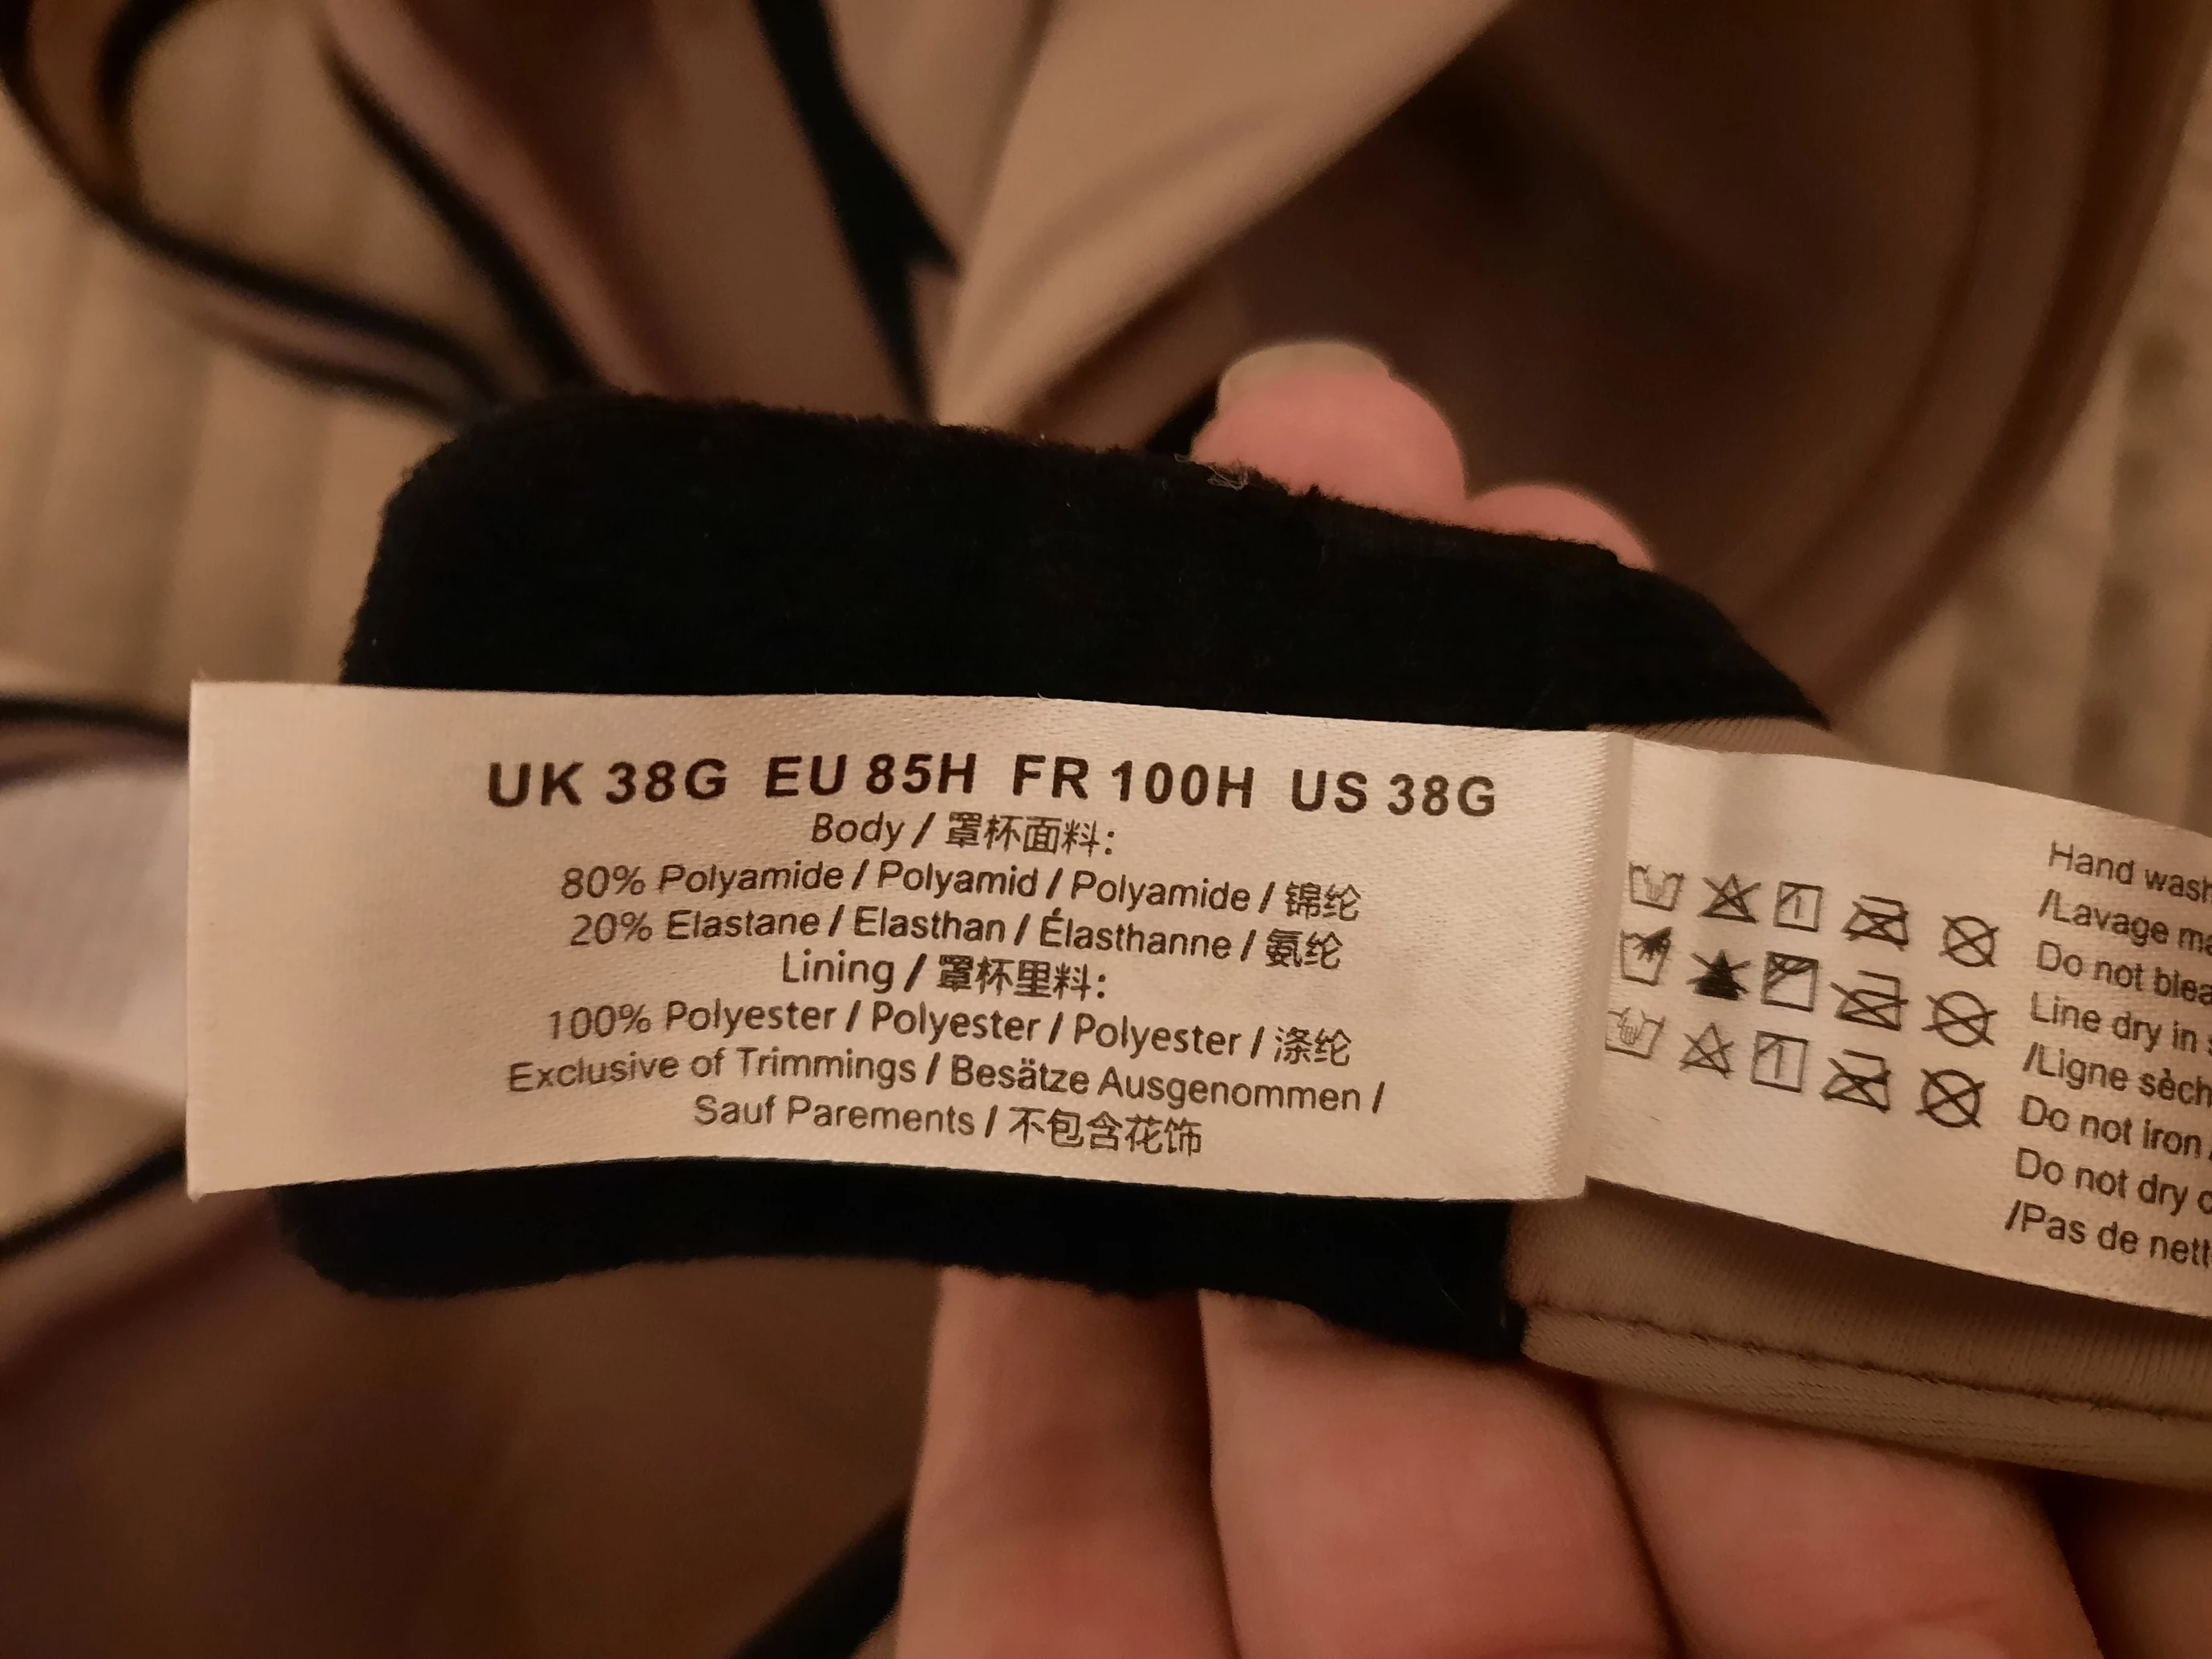 UK 38G EU 85H FR 100H US 38G
Body / 罩杯面料:
80% Polyamide / Polyamid / Polyamide / 锦纶
20% Elastane / Elasthan / Élasthanne / 氨纶
Lining / 罩杯里料:
100% Polyester / Polyester / Polyester / 涤纶
Exclusive of Trimmings / Besätze Ausgenommen /
Sauf Parements / 不包含花饰
Hand wash
/Lavage
Do not
Line dry in
/Ligne
Do not iron
Do not dry
/Pas de